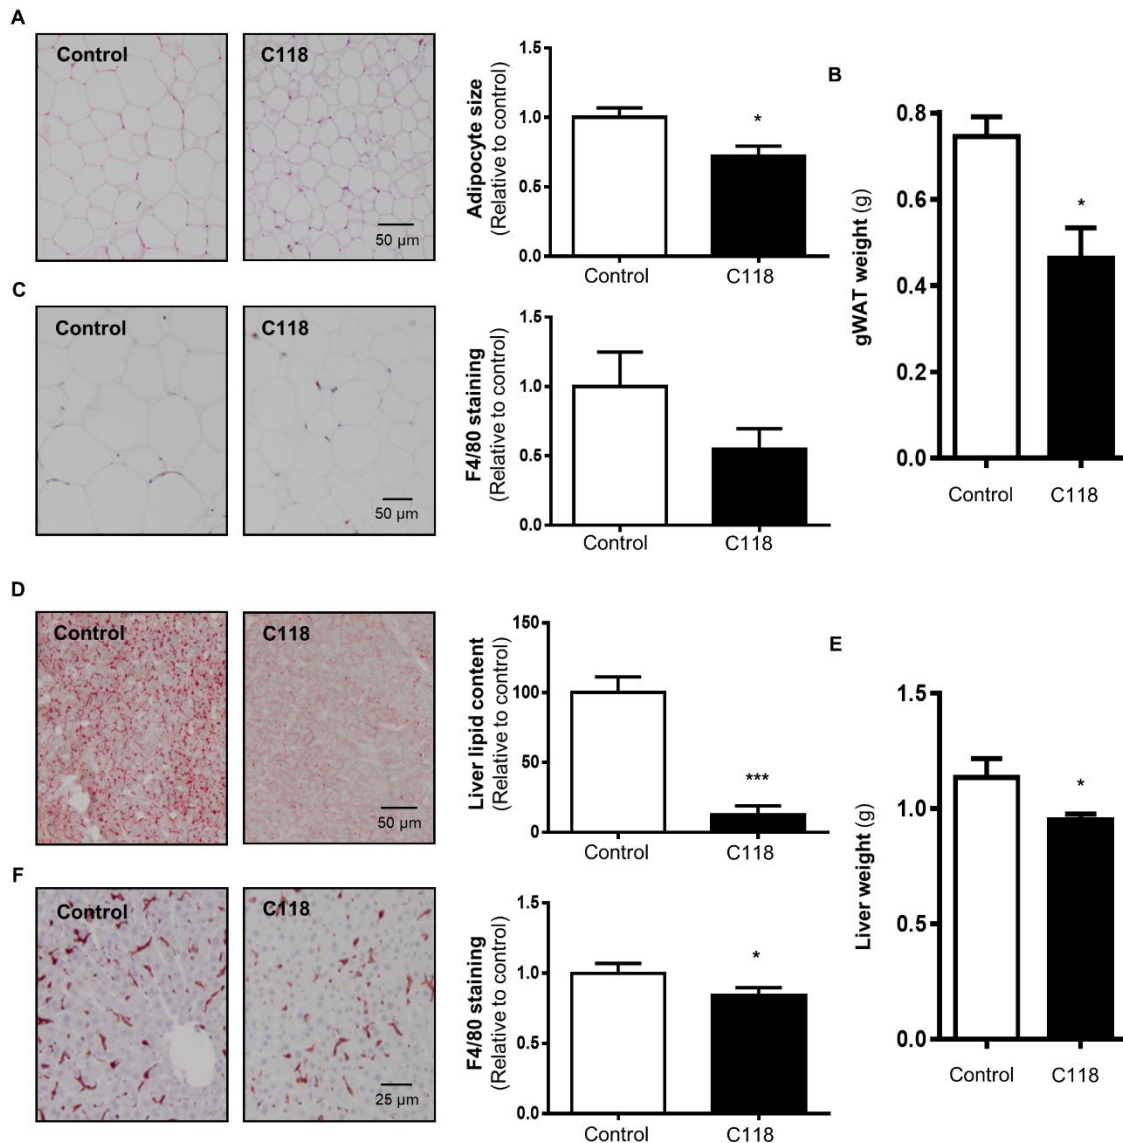 A
Control
C118
50 µm
1.5
1.0
0.5
0.0
Adipocyte size
(Relative to control)
*
Control
C118
B
0.8
0.6
0.4
0.2
0.0
gWAT weight (g)
*
Control
C118
C
Control
C118
50 µm
1.5
1.0
0.5
0.0
F4/80 staining
(Relative to control)
Control
C118
D
Control
C118
50 µm
150
100
50
0
Liver lipid content
(Relative to control)
***
Control
C118
E
1.5
1.0
0.5
0.0
Liver weight (g)
*
Control
C118
F
Control
C118
25 µm
1.5
1.0
0.5
0.0
F4/80 staining
(Relative to control)
*
Control
C118